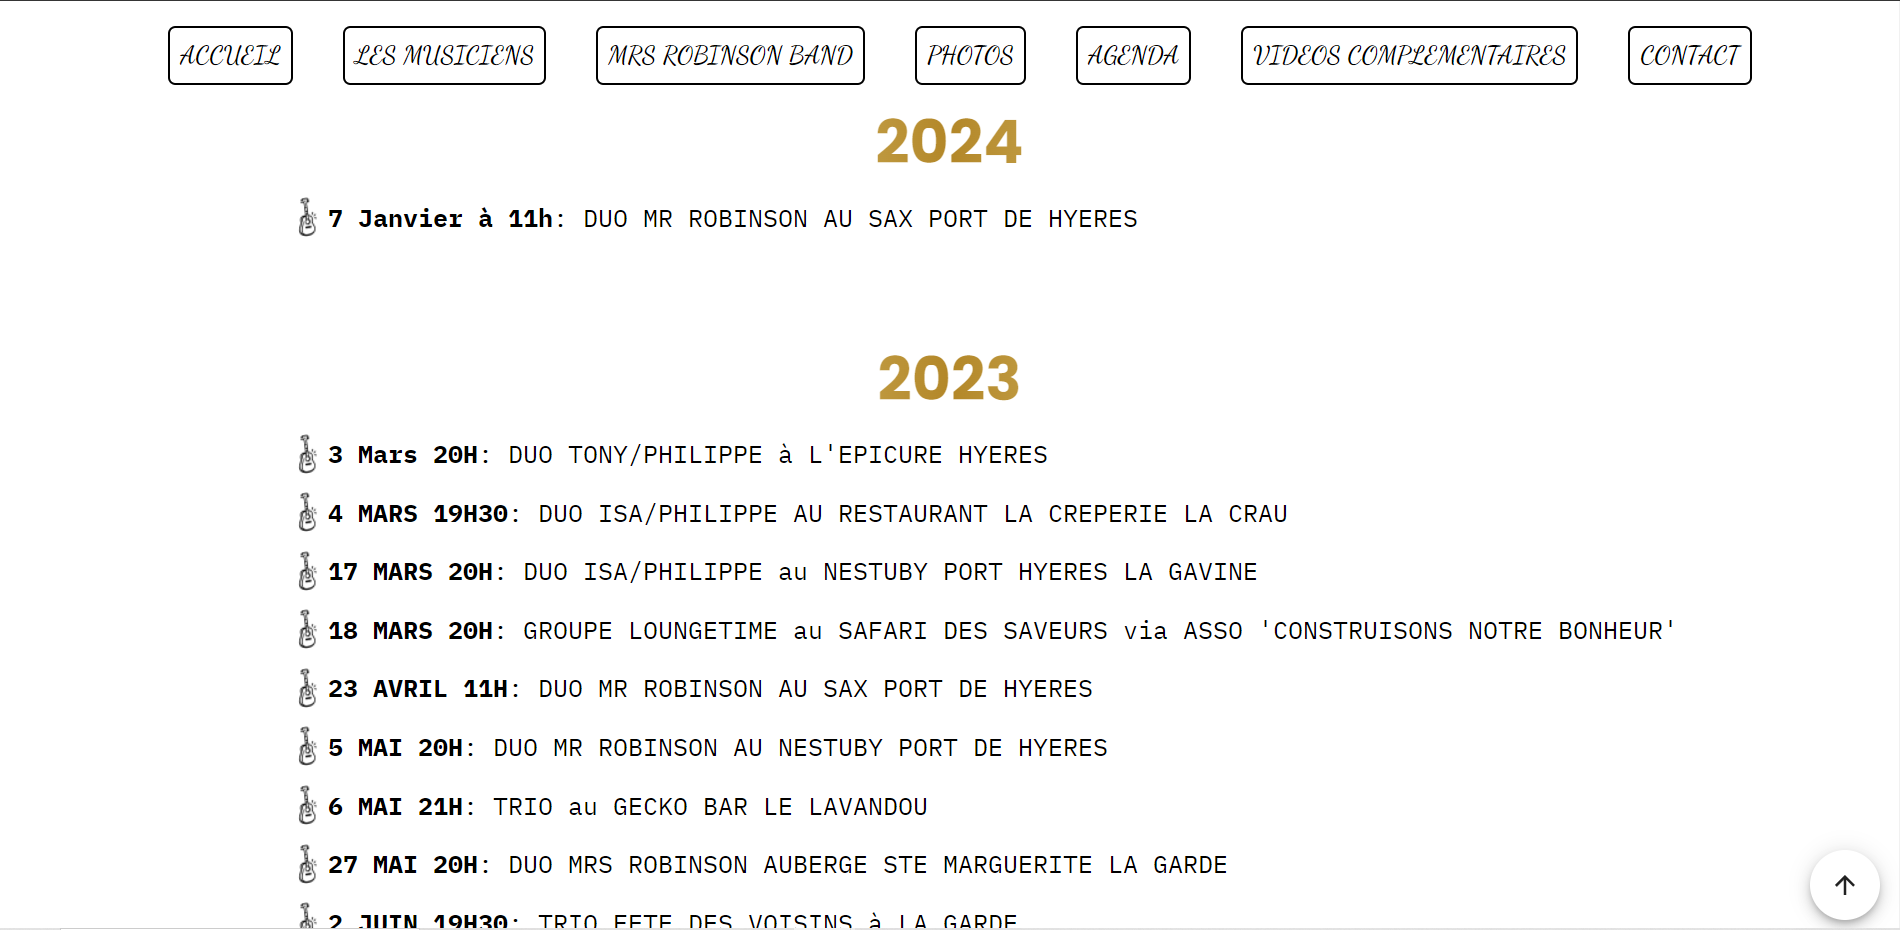 ACCUEIL LES MUSICIENS MRS ROBINSON BAND PHOTOS AGENDA VIDEOS COMPLEMENTAIRES CONTACT
2024
7 Janvier à 11h: DUO MR ROBINSON AU SAX PORT DE HYERES
2023
3 Mars 20H: DUO TONY/PHILIPPE à L'EPICURE HYERES
4 MARS 19H30: DUO ISA/PHILIPPE AU RESTAURANT LA CREPERIE LA CRAU
17 MARS 20H: DUO ISA/PHILIPPE au NESTUBY PORT HYERES LA GAVINE
18 MARS 20H: GROUPE LOUNGETIME au SAFARI DES SAVEURS via ASSO 'CONSTRUISONS NOTRE BONHEUR'
23 AVRIL 11H: DUO MR ROBINSON AU SAX PORT DE HYERES
5 MAI 20H: DUO MR ROBINSON AU NESTUBY PORT DE HYERES
6 MAI 21H: TRIO au GECKO BAR LE LAVANDOU
27 MAI 20H: DUO MRS ROBINSON AUBERGE STE MARGUERITE LA GARDE
2 JUIN 19H30: TRIO FETE DES VOISINS à LA GARDE